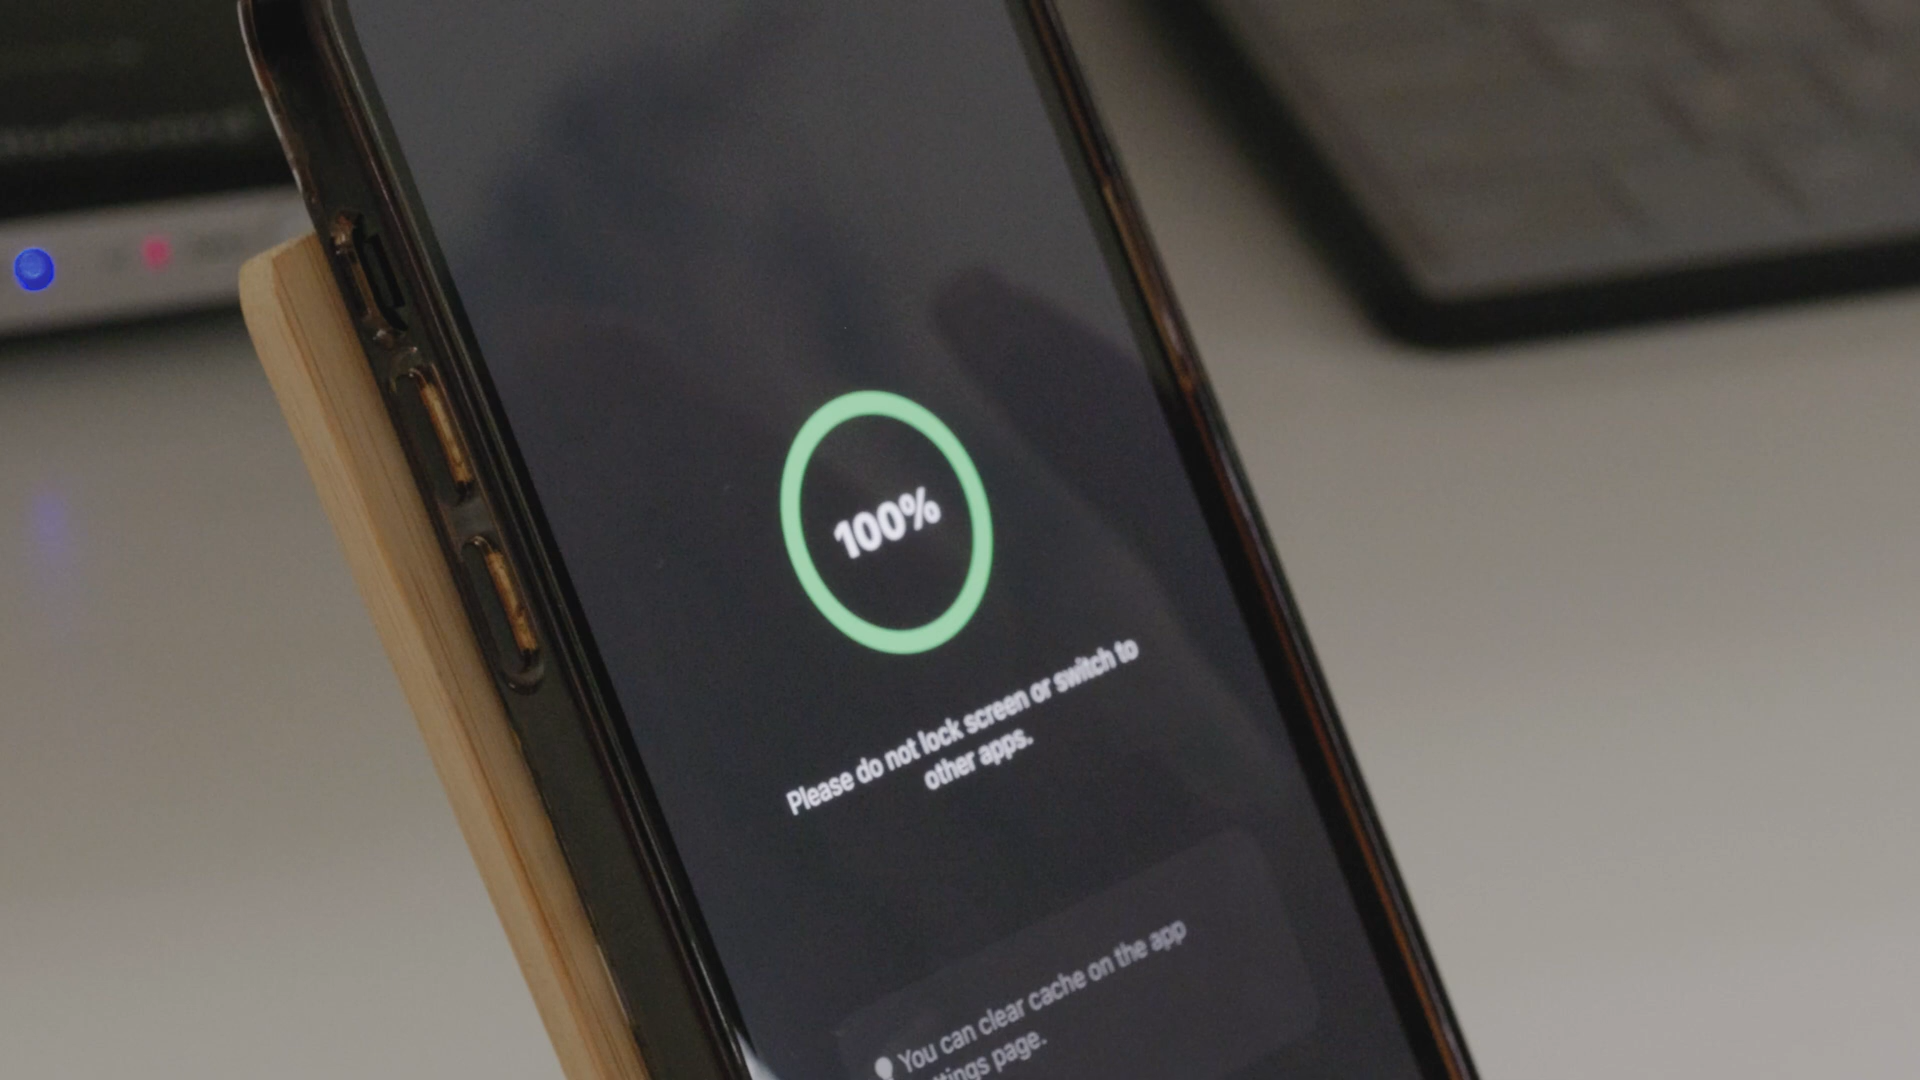 100%
Please do not lock screen or switch to
other apps.
You can clear cache on the app
page.